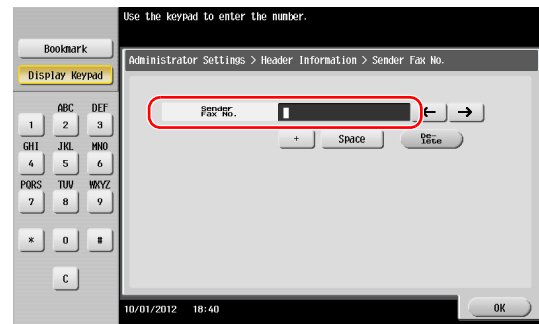 Use the keypad to enter the number.
Bookmark
Display Keypad
Administrator Settings > Header Information > Sender Fax No.
ABC DEF
1 2 3
GHI JKL MNO
4 5 6
PQRS TUV WXYZ
7 8 9
* 0 #
C
Sender
Fax No.
← →
+ Space De-
lete
10/01/2012 18:40
OK